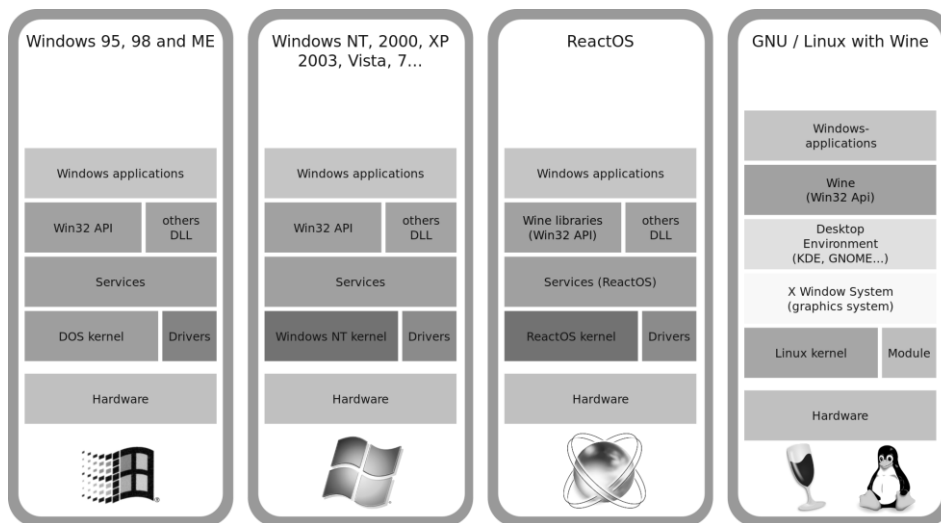 Windows 95, 98 and ME
Windows applications
Win32 API
others
DLL
Services
DOS kernel
Drivers
Hardware
®
Windows NT, 2000, XP
2003, Vista, 7...
Windows applications
Win32 API
others
DLL
Services
Windows NT kernel
Drivers
Hardware
ReactOS
Windows applications
Wine libraries
(Win32 API)
others
DLL
Services (ReactOS)
ReactOS kernel
Drivers
Hardware
GNU / Linux with Wine
Windows-
applications
Wine
(Win32 Api)
Desktop
Environment
(KDE, GNOME...)
X Window System
(graphics system)
Linux kernel
Module
Hardware